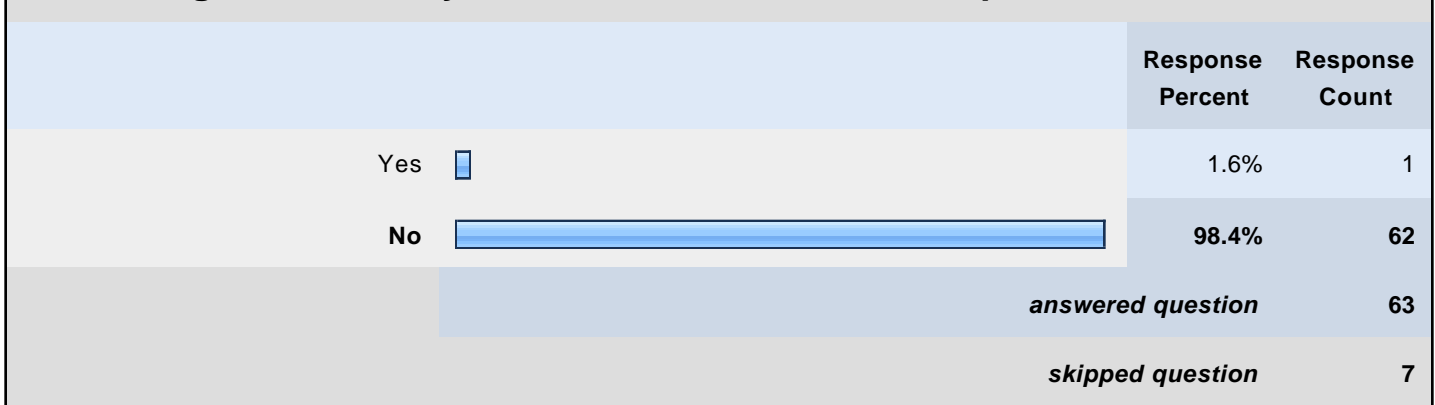 Response Percent Response Count
Yes 1.6% 1
No 98.4% 62
answered question 63
skipped question 7